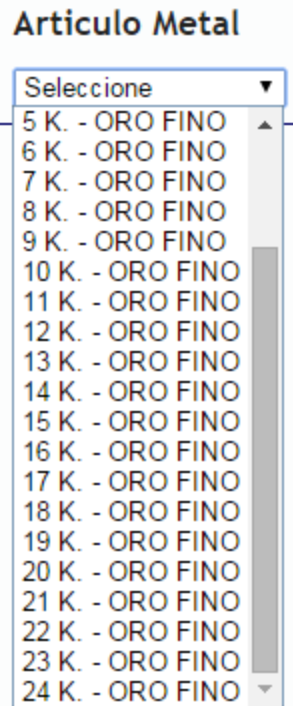 Articulo Metal
Seleccione
5 K. - ORO FINO
6 K. - ORO FINO
7 K. - ORO FINO
8 K. - ORO FINO
9 K. - ORO FINO
10 K. - ORO FINO
11 K. - ORO FINO
12 K. - ORO FINO
13 K. - ORO FINO
14 K. - ORO FINO
15 K. - ORO FINO
16 K. - ORO FINO
17 K. - ORO FINO
18 K. - ORO FINO
19 K. - ORO FINO
20 K. - ORO FINO
21 K. - ORO FINO
22 K. - ORO FINO
23 K. - ORO FINO
24 K. - ORO FINO